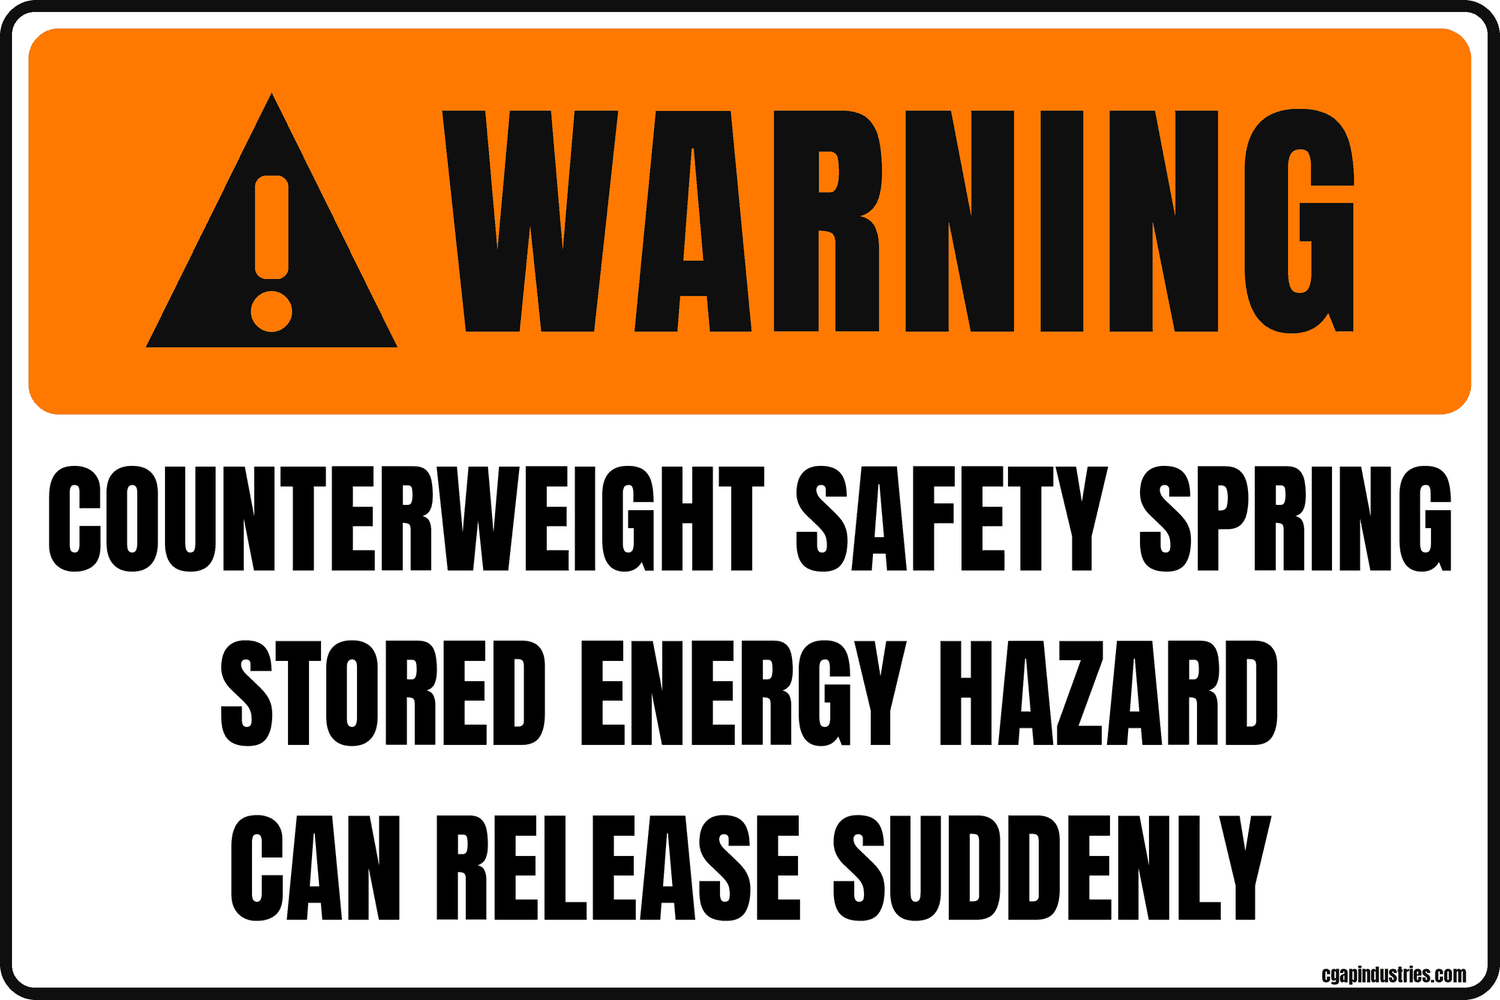 WARNING
COUNTERWEIGHT SAFETY SPRING
STORED ENERGY HAZARD
CAN RELEASE SUDDENLY
cgapindustries.com